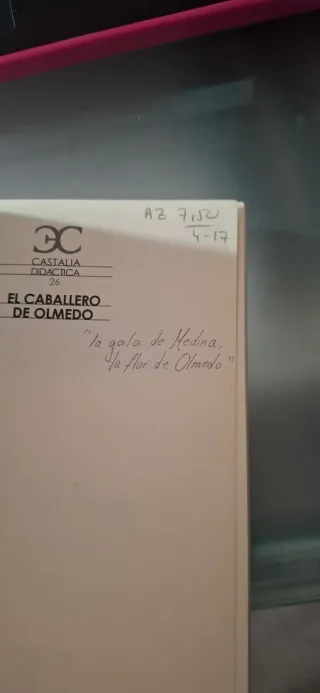 AZ 7,50
4-17
CASTALIA
DIDACTICA
26
EL CABALLERO
DE OLMEDO
"la gala de Medina,
la flor de Olmedo"